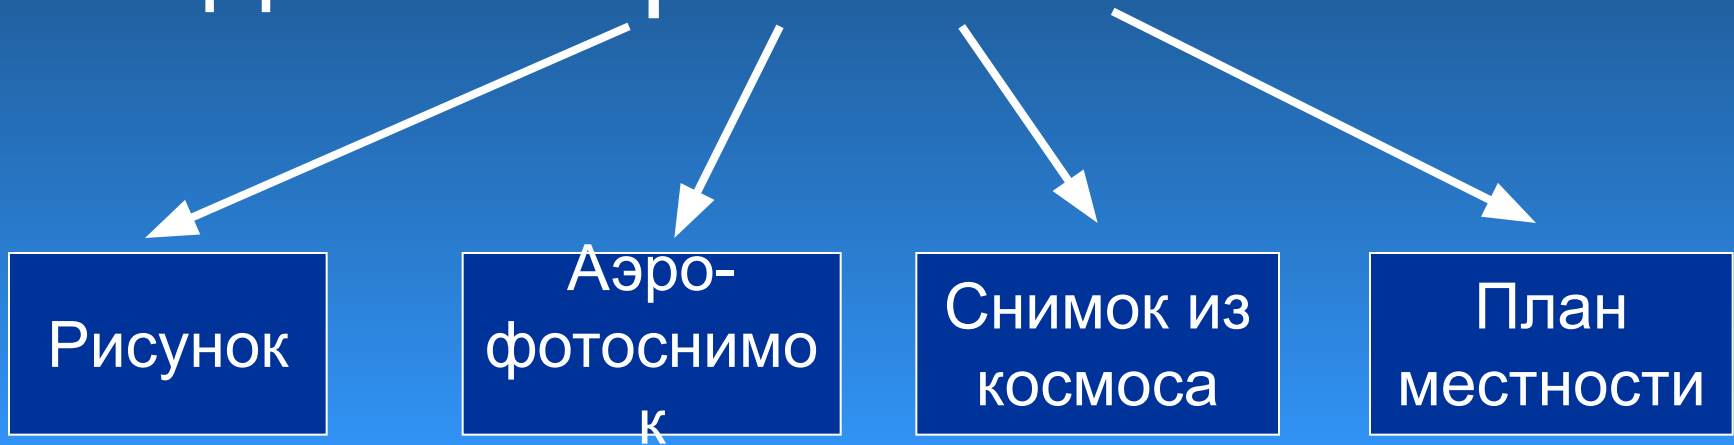 Рисунок
Аэро-
фотоснимо
к
Снимок из
космоса
План
местности